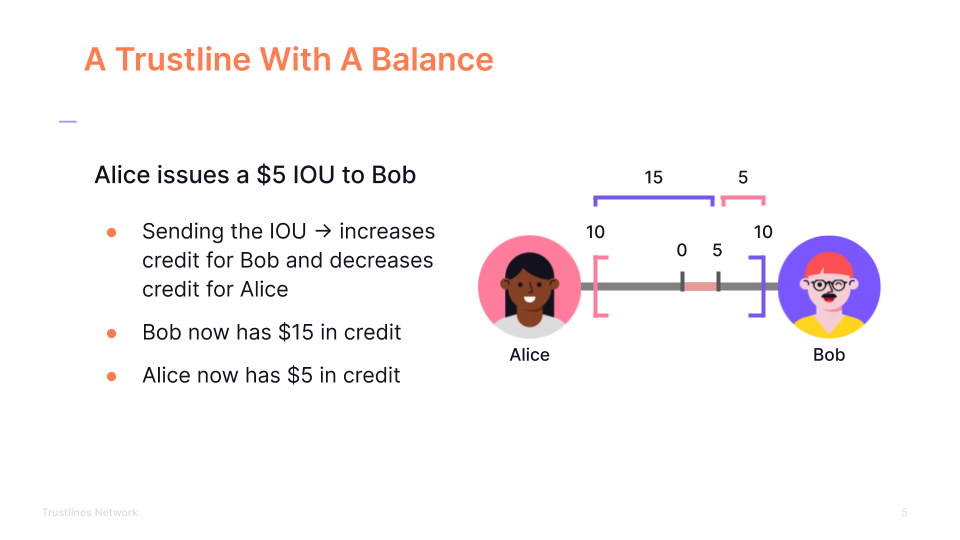 A Trustline With A Balance
Alice issues a $5 IOU to Bob
● Sending the IOU → increases
credit for Bob and decreases
credit for Alice
● Bob now has $15 in credit
● Alice now has $5 in credit
15 5
10 10
0 5
Alice Bob
Trustlines Network 5